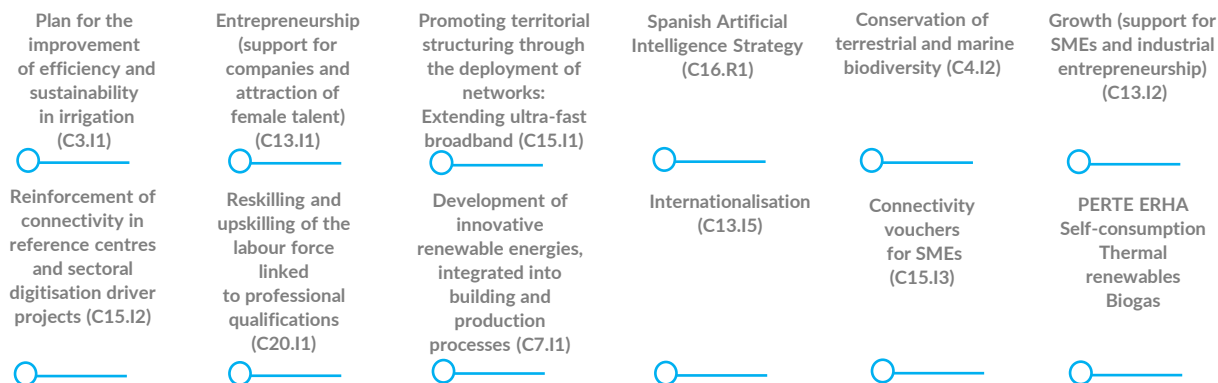 Plan for the
improvement
of efficiency and
sustainability
in irrigation
(C3.I1)
Entrepreneurship
(support for
companies and
attraction of
female talent)
(C13.I1)
Promoting territorial
structuring through
the deployment of
networks:
Extending ultra-fast
broadband (C15.I1)
Spanish Artificial
Intelligence Strategy
(C16.R1)
Conservation of
terrestrial and marine
biodiversity (C4.I2)
Growth (support for
SMEs and industrial
entrepreneurship)
(C13.I2)
Reinforcement of
connectivity in
reference centres
and sectoral
digitisation driver
projects (C15.I2)
Reskilling and
upskilling of the
labour force
linked
to professional
qualifications
(C20.I1)
Development of
innovative
renewable energies,
integrated into
building and
production
processes (C7.I1)
Internationalisation
(C13.I5)
Connectivity
vouchers
for SMEs
(C15.I3)
PERTE ERHA
Self-consumption
Thermal
renewables
Biogas